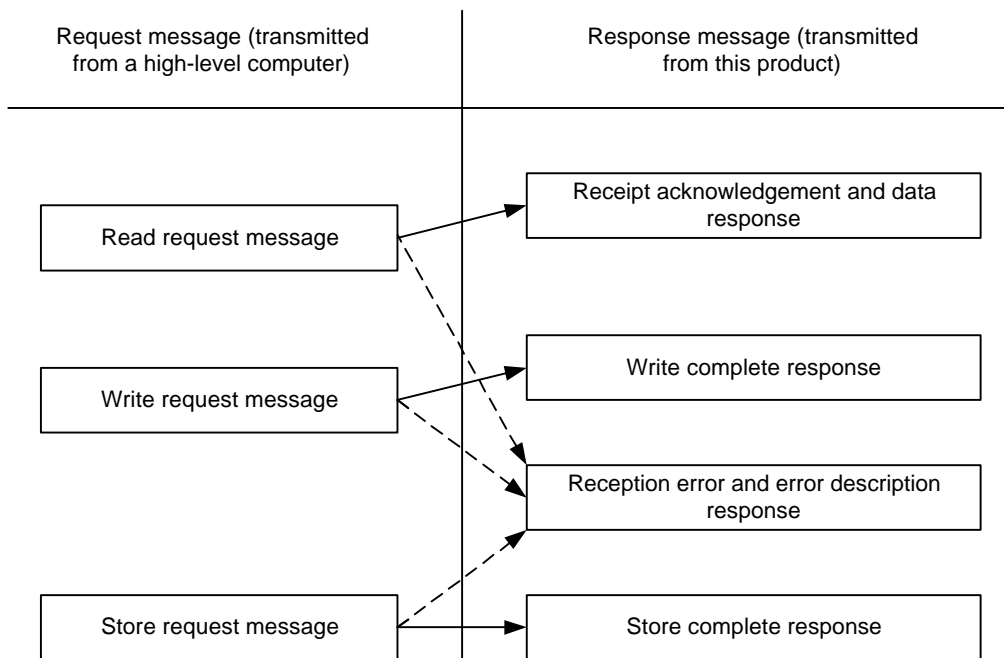 Request message (transmitted
from a high-level computer)
Response message (transmitted
from this product)
Receipt acknowledgement and data
response
Read request message
Write complete response
Write request message
Reception error and error description
response
Store request message
Store complete response